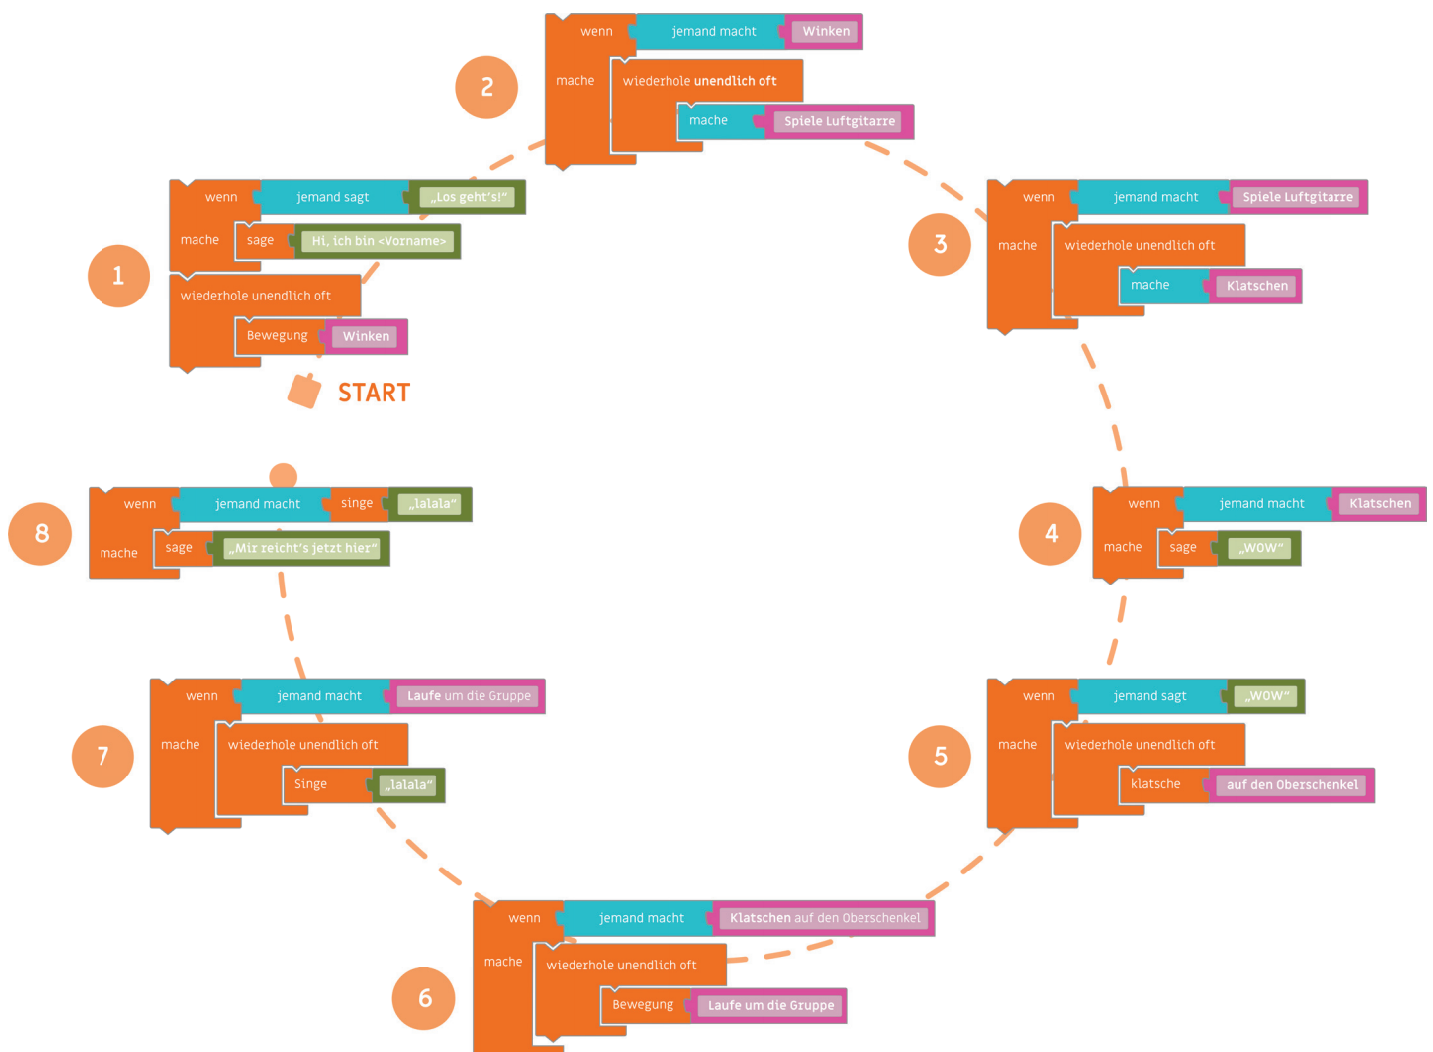 1
wenn jemand sagt „Los geht's!“
mache sage Hi, ich bin <Vorname>
wiederhole unendlich oft
Bewegung Winken
START
2
wenn jemand macht Winken
mache wiederhole unendlich oft
mache Spiele Luftgitarre
3
wenn jemand macht Spiele Luftgitarre
mache wiederhole unendlich oft
mache Klatschen
4
wenn jemand macht Klatschen
mache sage „WOW“
5
wenn jemand sagt „WOW“
mache wiederhole unendlich oft
klatsche auf den Oberschenkel
6
wenn jemand macht Klatschen auf den Oberschenkel
mache wiederhole unendlich oft
Bewegung Laufe um die Gruppe
7
wenn jemand macht Laufe um die Gruppe
mache wiederhole unendlich oft
Singe „lalala“
8
wenn jemand macht singe „lalala“
mache sage „Mir reicht's jetzt hier“